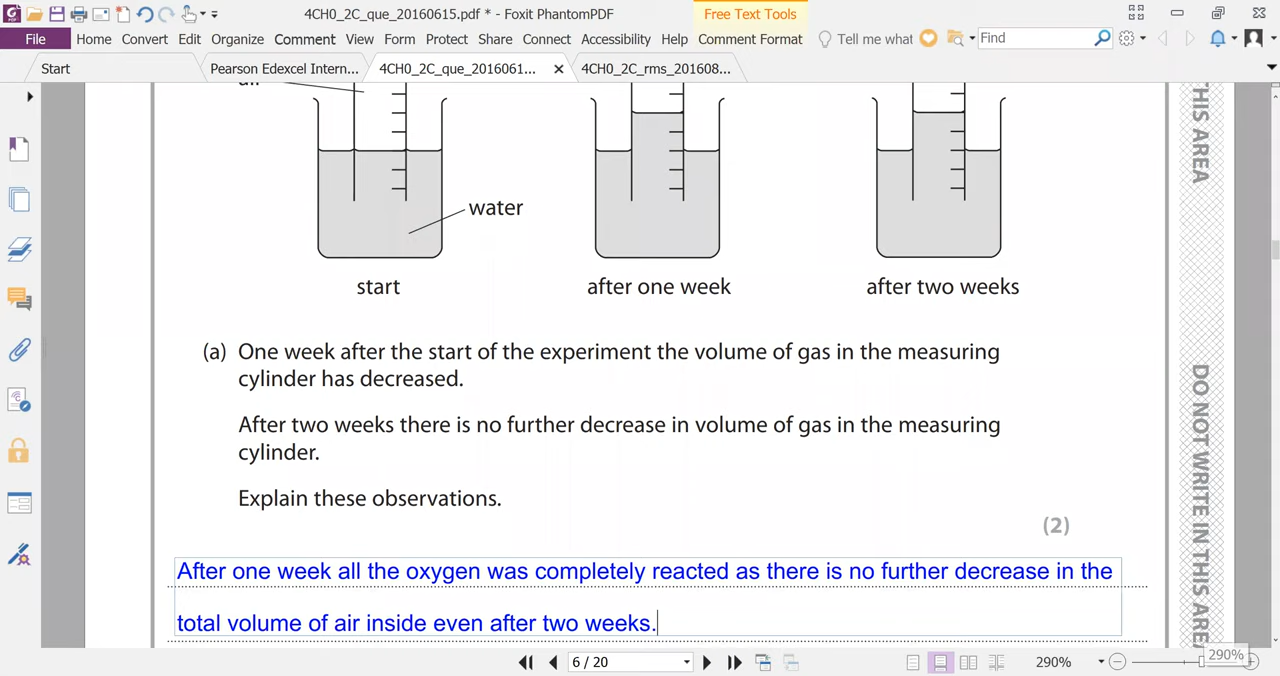 4CH0_2C_que_20160615.pdf * - Foxit PhantomPDF
Free Text Tools
File Home Convert Edit Organize Comment View Form Protect Share Connect Accessibility Help Comment Format Tell me what Find
Start Pearson Edexcel Intern... 4CH0_2C_que_2016061... 4CH0_2C_rms_201608...
water
start after one week after two weeks
(a) One week after the start of the experiment the volume of gas in the measuring
cylinder has decreased.
After two weeks there is no further decrease in volume of gas in the measuring
cylinder.
Explain these observations.
(2)
After one week all the oxygen was completely reacted as there is no further decrease in the
total volume of air inside even after two weeks.
THIS AREA
DO NOT WRITE IN THIS ARE
6 / 20
290%
290%